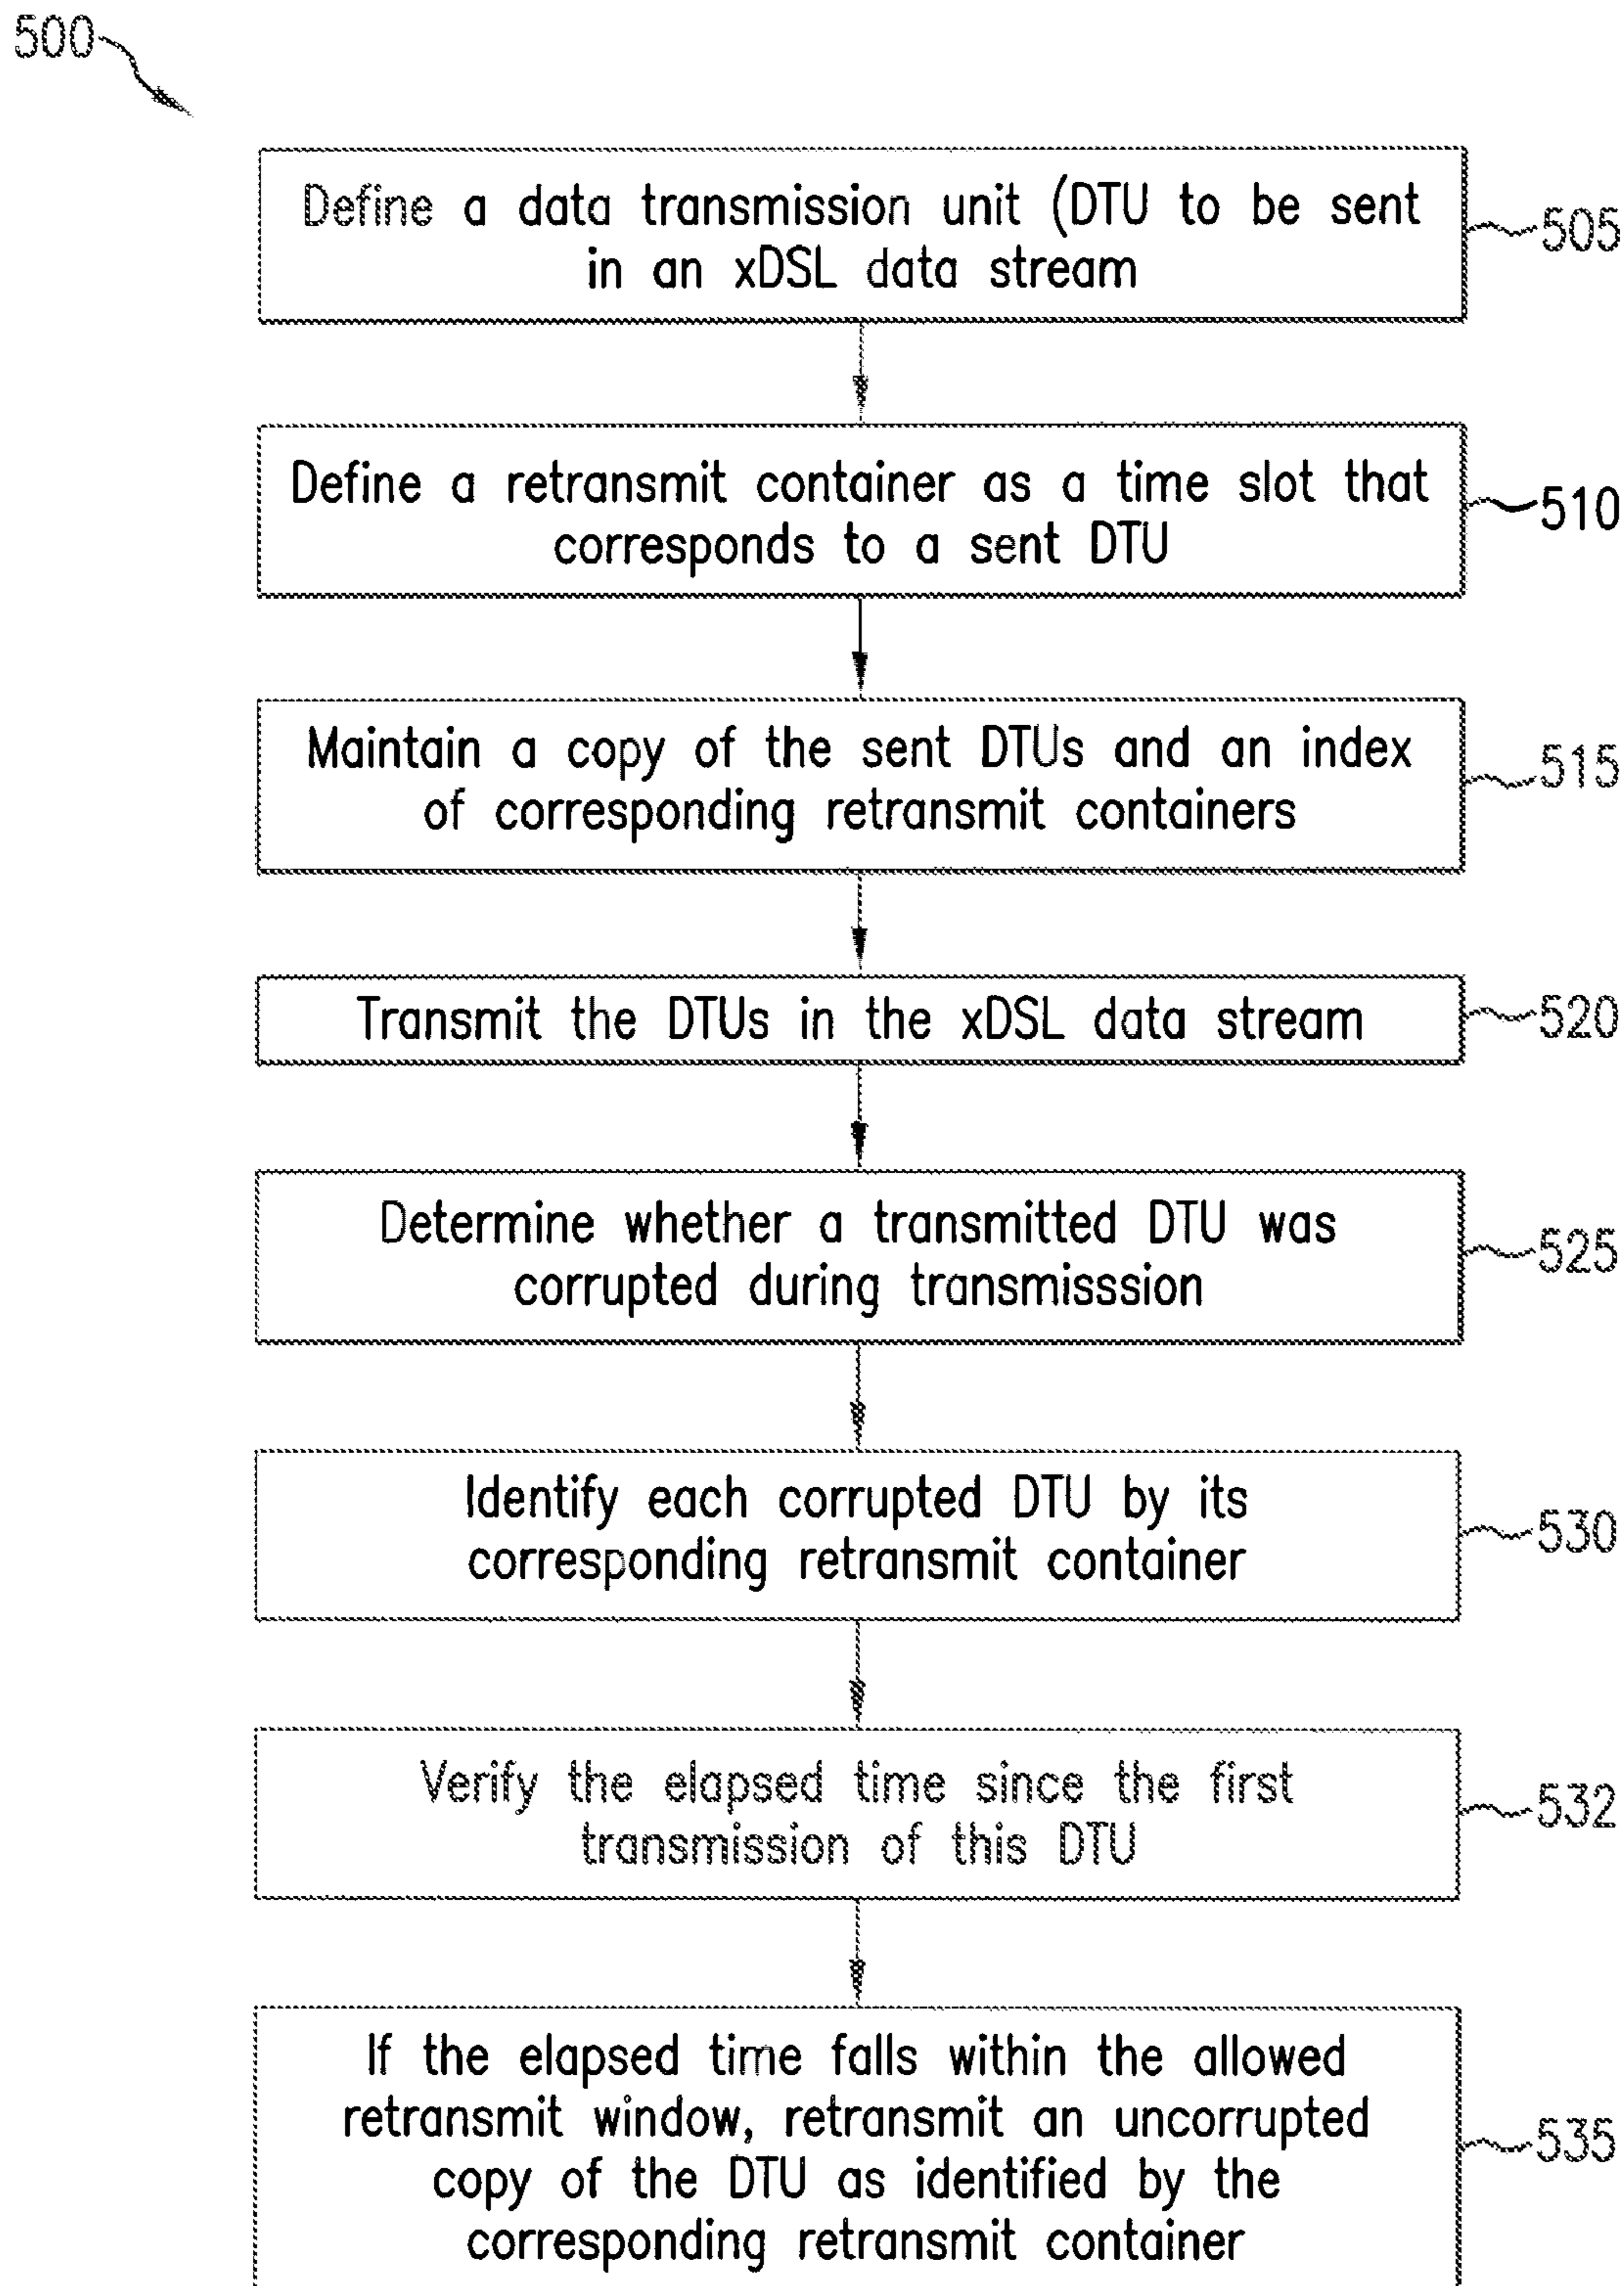 500
Define a data transmission unit (DTU to be sent
in an xDSL data stream
505
Define a retransmit container as a time slot that
corresponds to a sent DTU
510
Maintain a copy of the sent DTUs and an index
of corresponding retransmit containers
515
Transmit the DTUs in the xDSL data stream
520
Determine whether a transmitted DTU was
corrupted during transmisssion
525
Identify each corrupted DTU by its
corresponding retransmit container
530
Verify the elapsed time since the first
transmission of this DTU
532
If the elapsed time falls within the allowed
retransmit window, retransmit an uncorrupted
copy of the DTU as identified by the
corresponding retransmit container
535